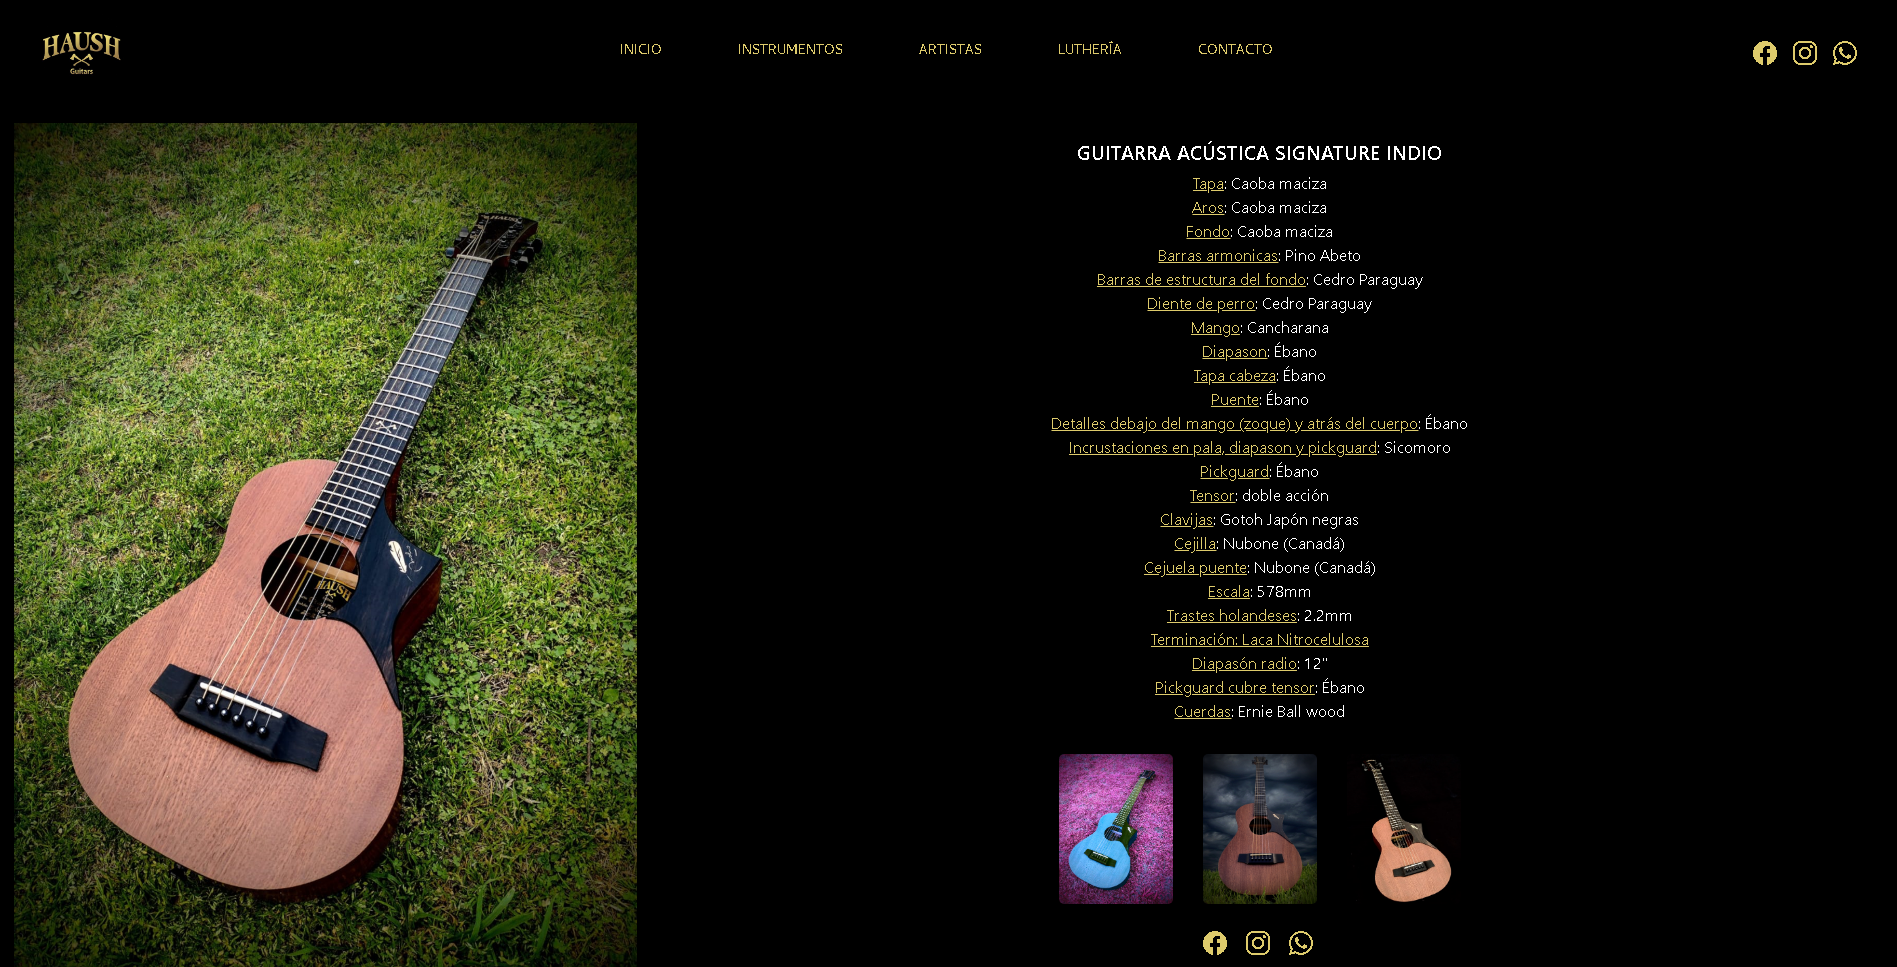 HAUSH
Guitars
INICIO
INSTRUMENTOS
ARTISTAS
LUTHERÍA
CONTACTO
HAUSH
HAUSH
GUITARRA ACÚSTICA SIGNATURE INDIO
Tapa: Caoba maciza
Aros: Caoba maciza
Fondo: Caoba maciza
Barras armonicas: Pino Abeto
Barras de estructura del fondo: Cedro Paraguay
Diente de perro: Cedro Paraguay
Mango: Cancharana
Diapason: Ébano
Tapa cabeza: Ébano
Puente: Ébano
Detalles debajo del mango (zoque) y atrás del cuerpo: Ébano
Incrustaciones en pala, diapason y pickguard: Sicomoro
Pickguard: Ébano
Tensor: doble acción
Clavijas: Gotoh Japón negras
Cejilla: Nubone (Canadá)
Cejuela puente: Nubone (Canadá)
Escala: 578mm
Trastes holandeses: 2.2mm
Terminación: Laca Nitrocelulosa
Diapasón radio: 12"
Pickguard cubre tensor: Ébano
Cuerdas: Ernie Ball wood